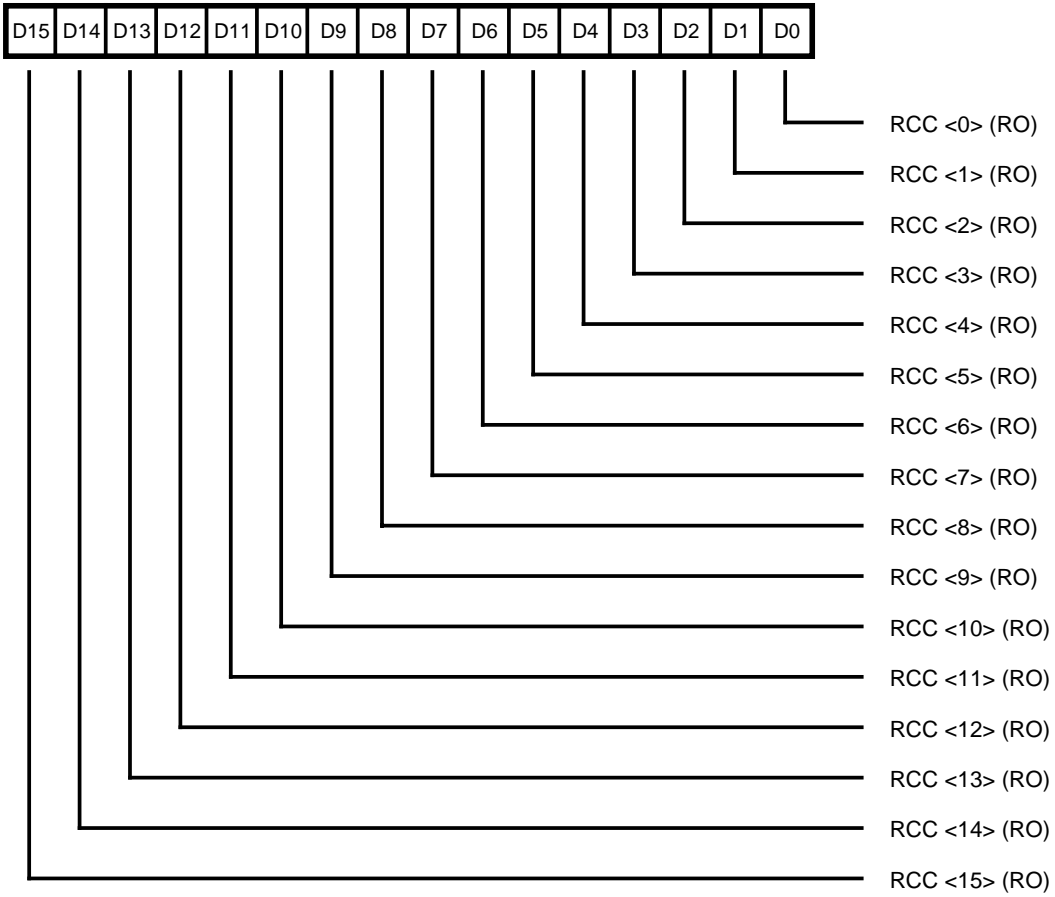 D15 D14 D13 D12 D11 D10 D9 D8 D7 D6 D5 D4 D3 D2 D1 D0
RCC <0> (RO)
RCC <1> (RO)
RCC <2> (RO)
RCC <3> (RO)
RCC <4> (RO)
RCC <5> (RO)
RCC <6> (RO)
RCC <7> (RO)
RCC <8> (RO)
RCC <9> (RO)
RCC <10> (RO)
RCC <11> (RO)
RCC <12> (RO)
RCC <13> (RO)
RCC <14> (RO)
RCC <15> (RO)